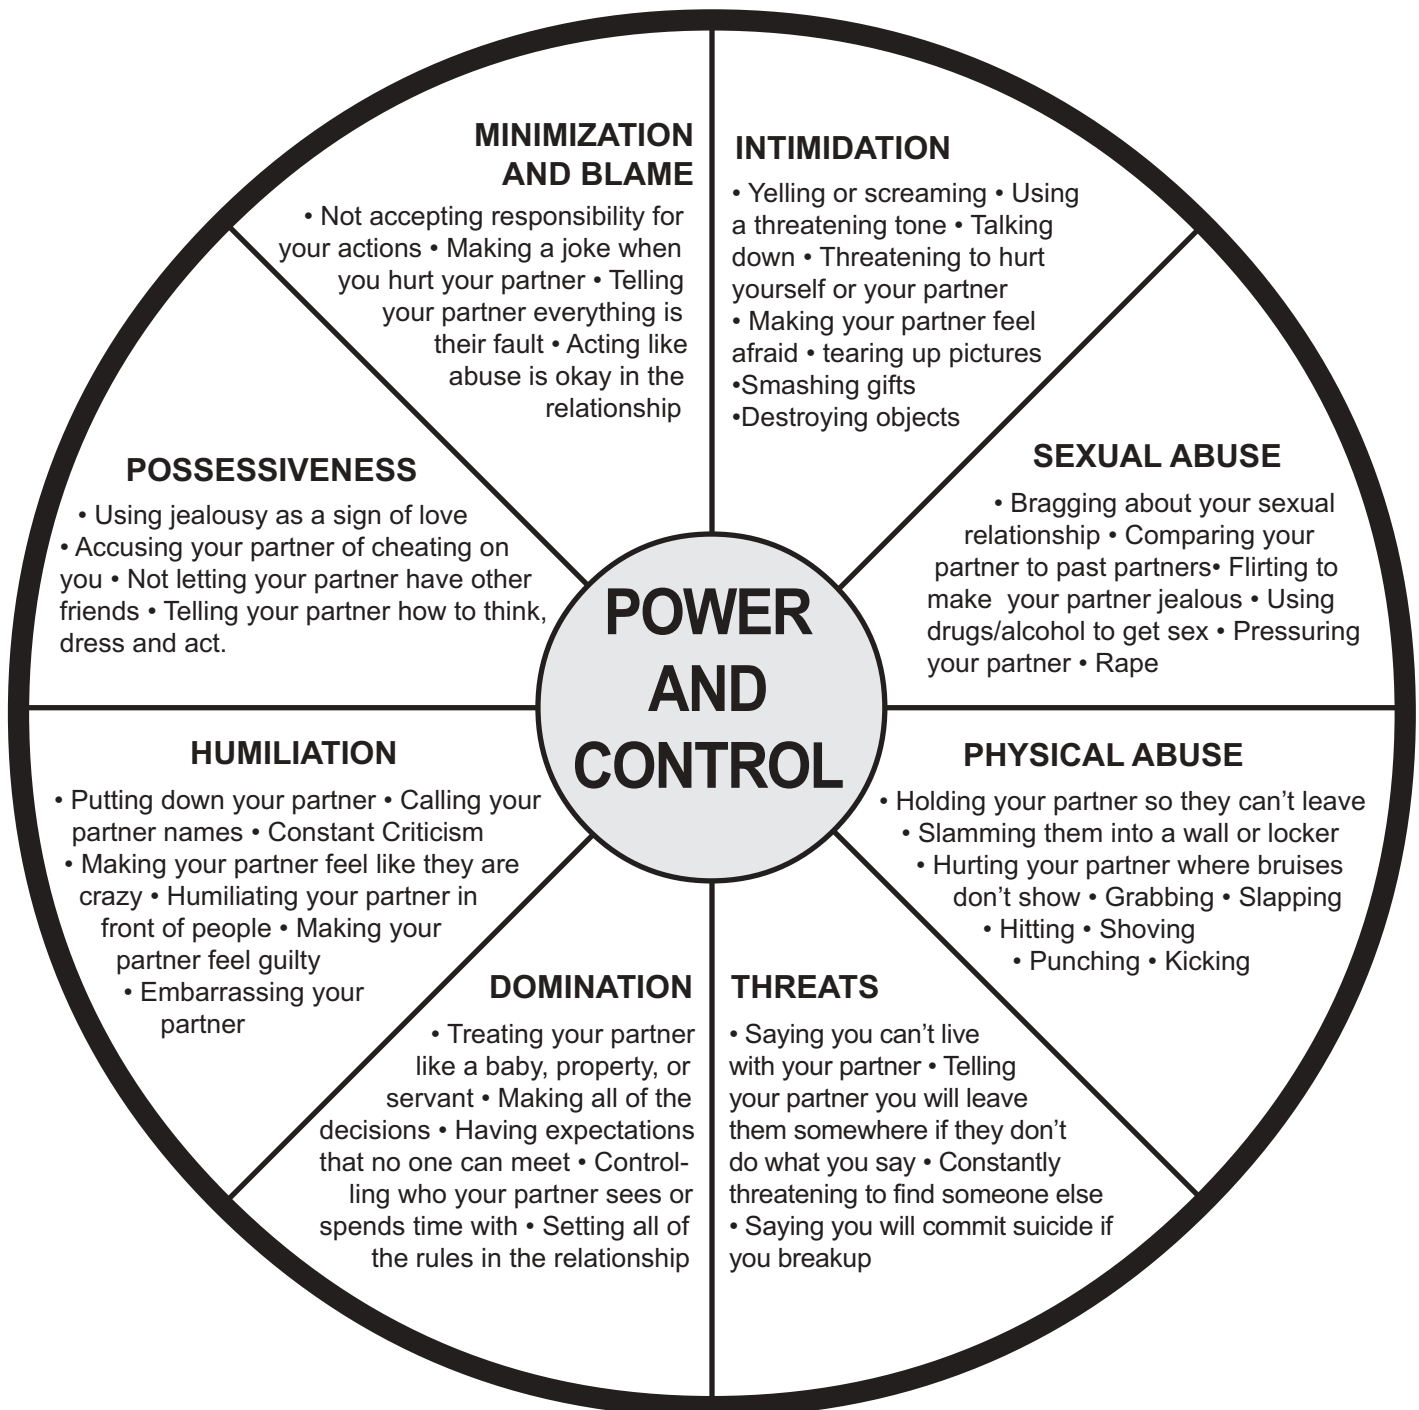 MINIMIZATION
AND BLAME
• Not accepting responsibility for
your actions • Making a joke when
you hurt your partner • Telling
your partner everything is
their fault • Acting like
abuse is okay in the
relationship
INTIMIDATION
• Yelling or screaming • Using
a threatening tone • Talking
down • Threatening to hurt
yourself or your partner
• Making your partner feel
afraid • tearing up pictures
•Smashing gifts
•Destroying objects
POSSESSIVENESS
• Using jealousy as a sign of love
• Accusing your partner of cheating on
you • Not letting your partner have other
friends • Telling your partner how to think,
dress and act.
SEXUAL ABUSE
• Bragging about your sexual
relationship • Comparing your
partner to past partners• Flirting to
make your partner jealous • Using
drugs/alcohol to get sex • Pressuring
your partner • Rape
POWER
AND
CONTROL
HUMILIATION
• Putting down your partner • Calling your
partner names • Constant Criticism
• Making your partner feel like they are
crazy • Humiliating your partner in
front of people • Making your
partner feel guilty
• Embarrassing your
partner
PHYSICAL ABUSE
• Holding your partner so they can’t leave
• Slamming them into a wall or locker
• Hurting your partner where bruises
don’t show • Grabbing • Slapping
• Hitting • Shoving
• Punching • Kicking
DOMINATION
• Treating your partner
like a baby, property, or
servant • Making all of the
decisions • Having expectations
that no one can meet • Control-
ling who your partner sees or
spends time with • Setting all of
the rules in the relationship
THREATS
• Saying you can’t live
with your partner • Telling
your partner you will leave
them somewhere if they don’t
do what you say • Constantly
threatening to find someone else
• Saying you will commit suicide if
you breakup